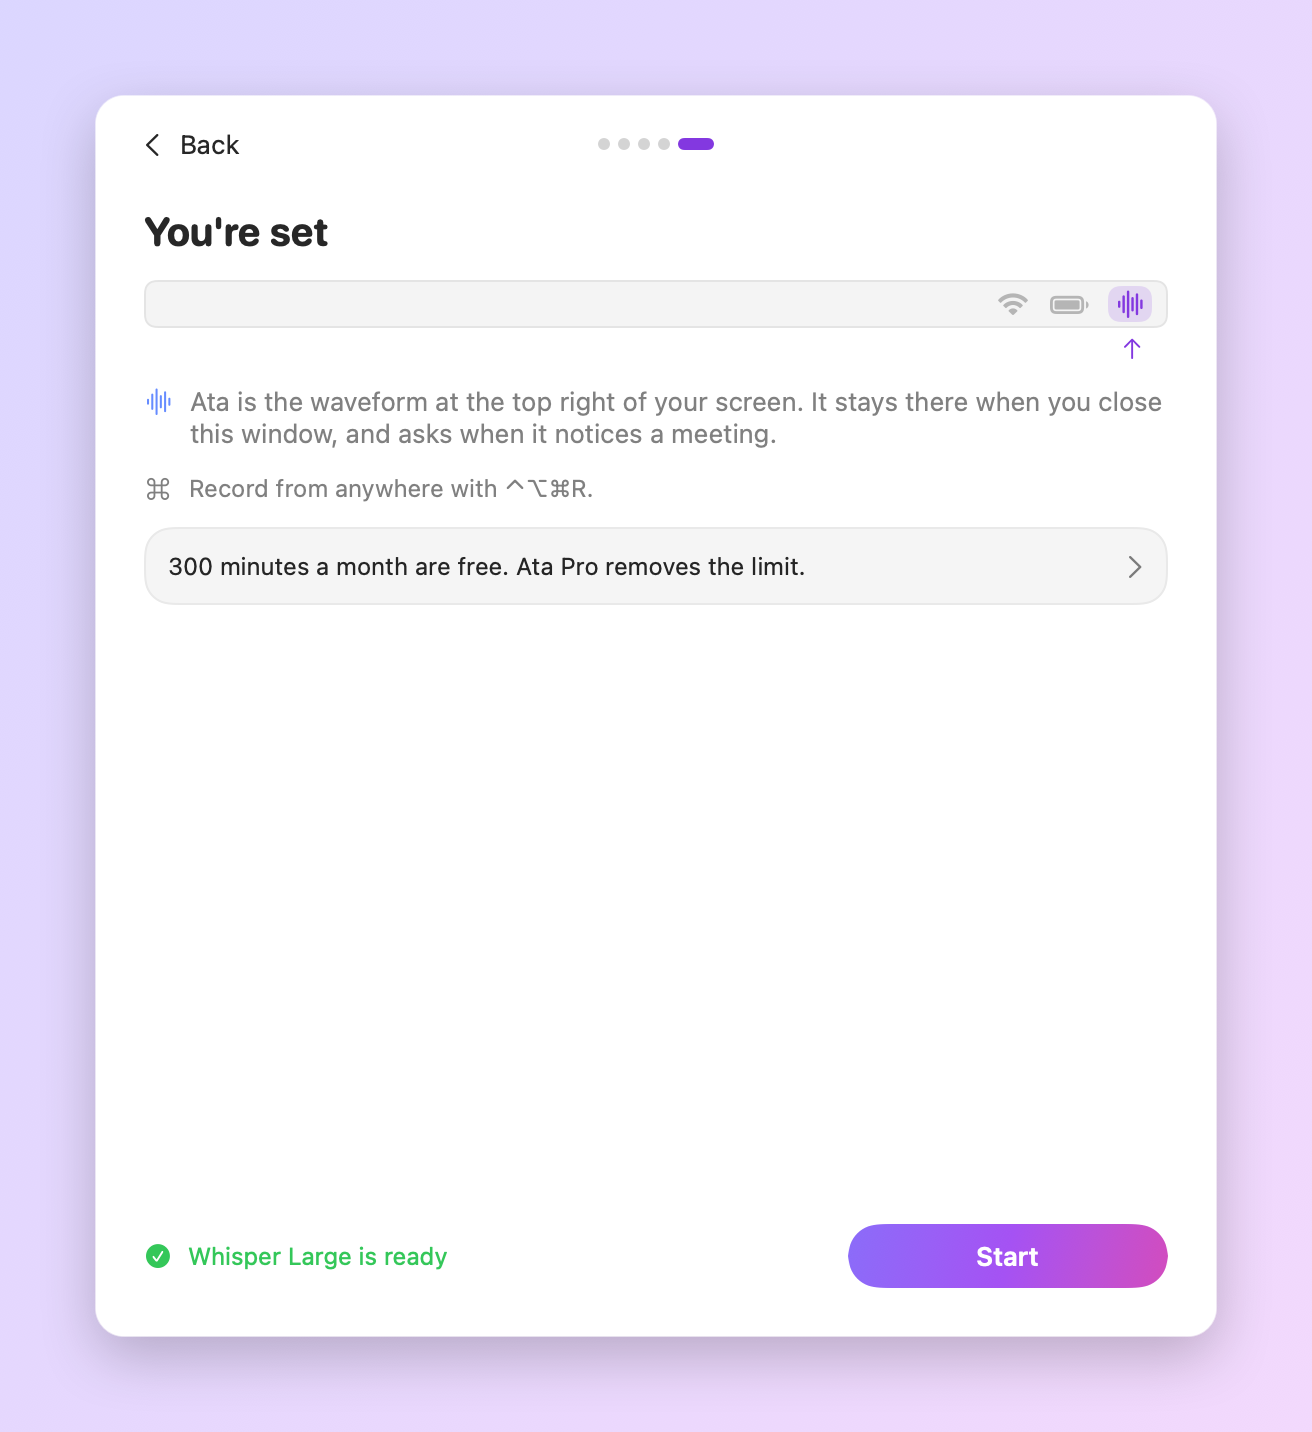 Back
You're set
Ata is the waveform at the top right of your screen. It stays there when you close
this window, and asks when it notices a meeting.
⌘ Record from anywhere with ⌃⌥⌘R.
300 minutes a month are free. Ata Pro removes the limit.
Whisper Large is ready
Start